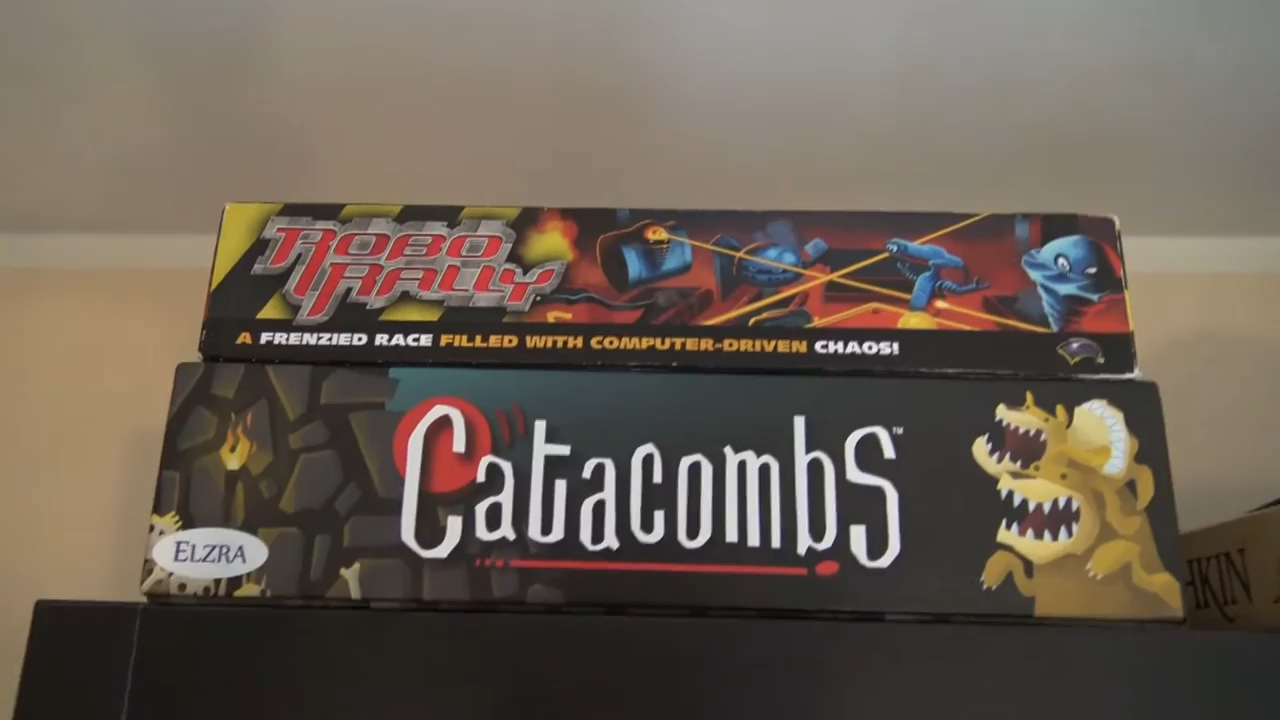 ROBO
RALLY
A FRENZIED RACE FILLED WITH COMPUTER-DRIVEN CHAOS!
Catacombs™
ELZRA